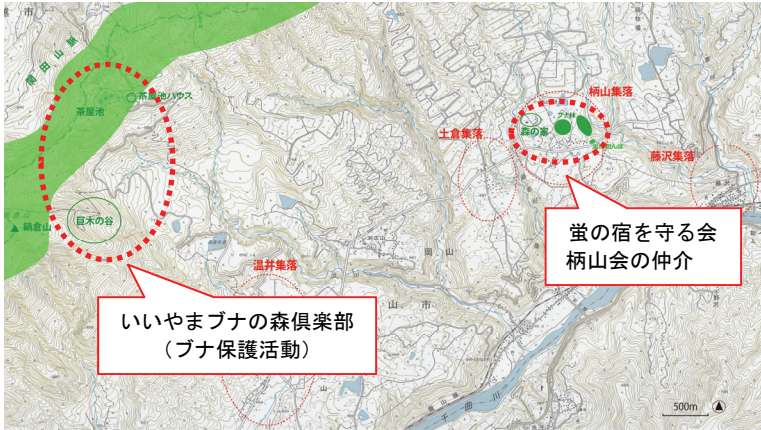 越市
関田山脈
茶屋池ハウス
茶屋池
巨木の谷
鍋倉山
土倉集落
柄山集落
森の家
ブナ林
藤沢集落
蛍の宿を守る会
柄山会の仲介
岡山
温井集落
山市
いいやまブナの森倶楽部
（ブナ保護活動）
千曲川
500m